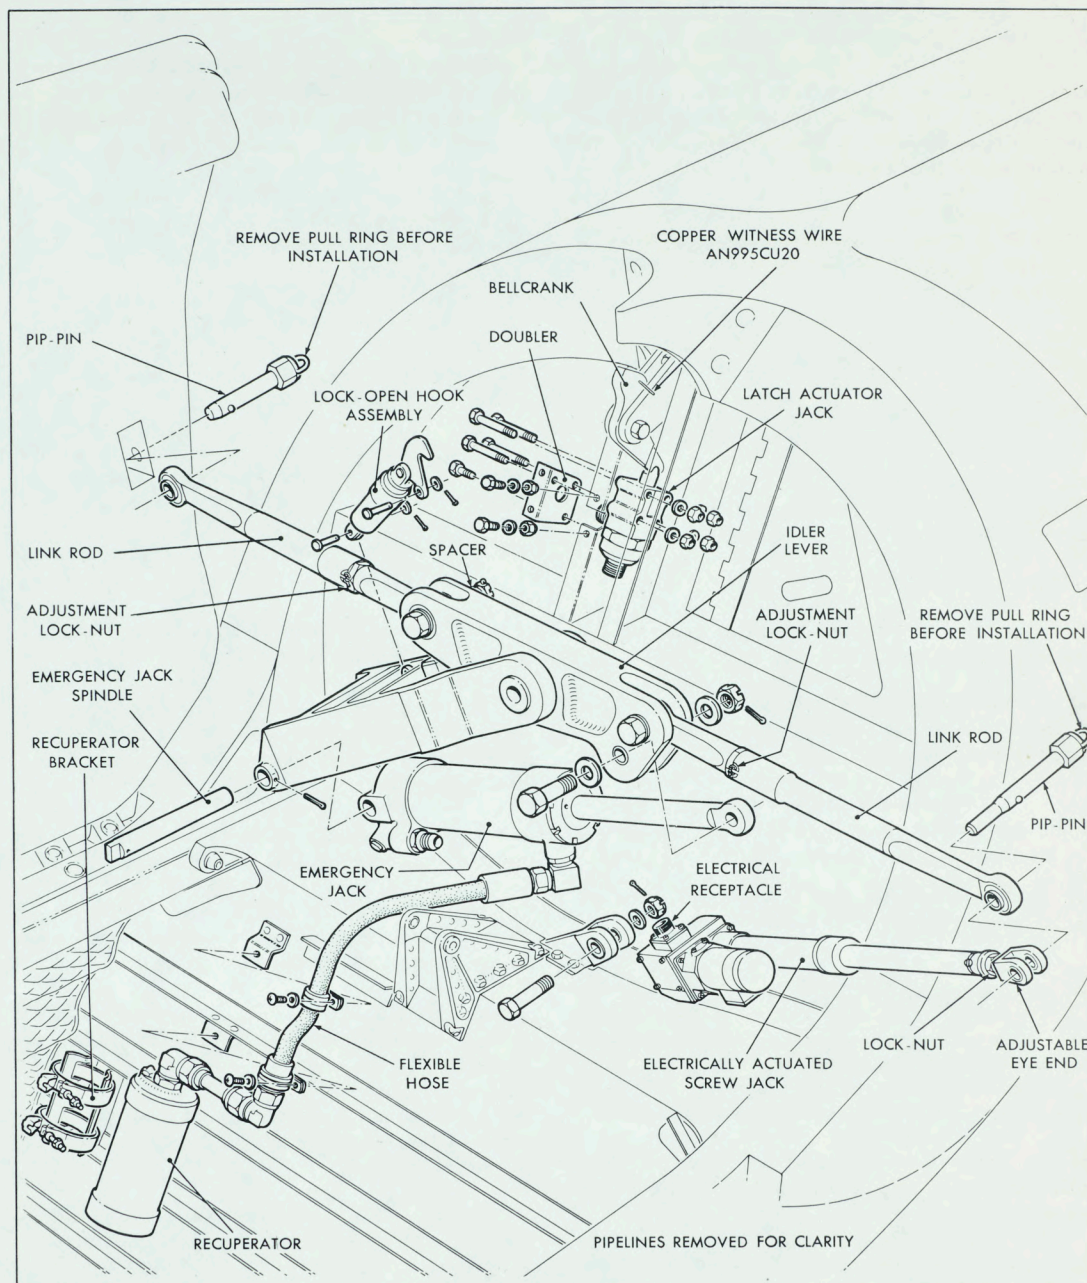 REMOVE PULL RING BEFORE
INSTALLATION
COPPER WITNESS WIRE
AN995CU20
BELLCRANK
PIP-PIN
DOUBLER
LOCK-OPEN HOOK
ASSEMBLY
LATCH ACTUATOR
JACK
LINK ROD
SPACER
IDLER
LEVER
ADJUSTMENT
LOCK-NUT
ADJUSTMENT
LOCK-NUT
REMOVE PULL RING
BEFORE INSTALLATION
EMERGENCY JACK
SPINDLE
RECUPERATOR
BRACKET
LINK ROD
PIP-PIN
EMERGENCY
JACK
ELECTRICAL
RECEPTACLE
FLEXIBLE
HOSE
ELECTRICALLY ACTUATED
SCREW JACK
LOCK-NUT
ADJUSTABLE
EYE END
RECUPERATOR
PIPELINES REMOVED FOR CLARITY